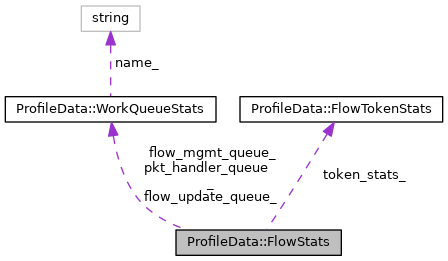 string
name_
ProfileData::WorkQueueStats
ProfileData::FlowTokenStats
flow_mgmt_queue_
pkt_handler_queue
_
flow_update_queue_
token_stats_
ProfileData::FlowStats